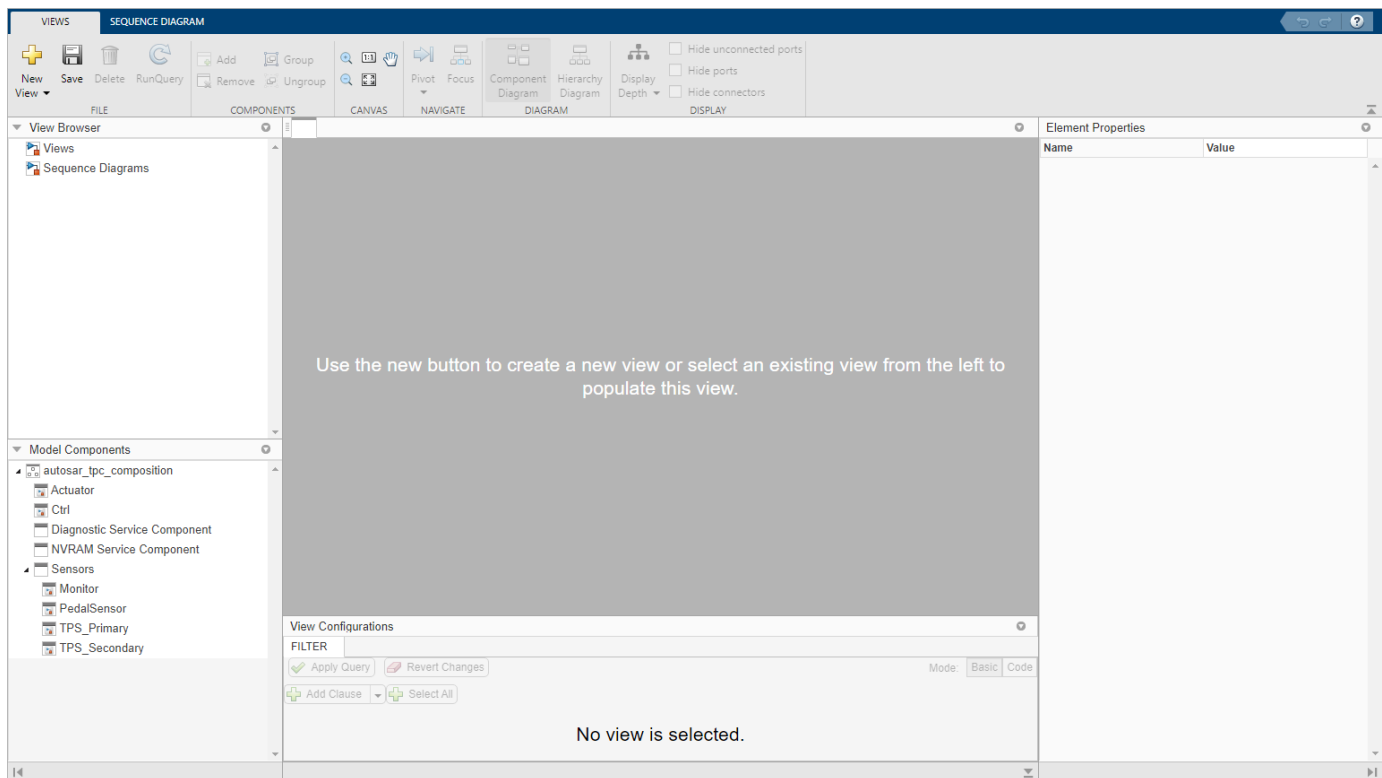 VIEWS
SEQUENCE DIAGRAM
New View
Save
Delete
RunQuery
Add
Remove
Group
Ungroup
1:1
Pivot
Focus
Component Diagram
Hierarchy Diagram
Display Depth
Hide unconnected ports
Hide ports
Hide connectors
FILE
COMPONENTS
CANVAS
NAVIGATE
DIAGRAM
DISPLAY
View Browser
Views
Sequence Diagrams
Use the new button to create a new view or select an existing view from the left to
populate this view.
Element Properties
Name
Value
Model Components
autosar_tpc_composition
Actuator
Ctrl
Diagnostic Service Component
NVRAM Service Component
Sensors
Monitor
PedalSensor
TPS_Primary
TPS_Secondary
View Configurations
FILTER
Apply Query
Revert Changes
Mode:
Basic
Code
Add Clause
Select All
No view is selected.